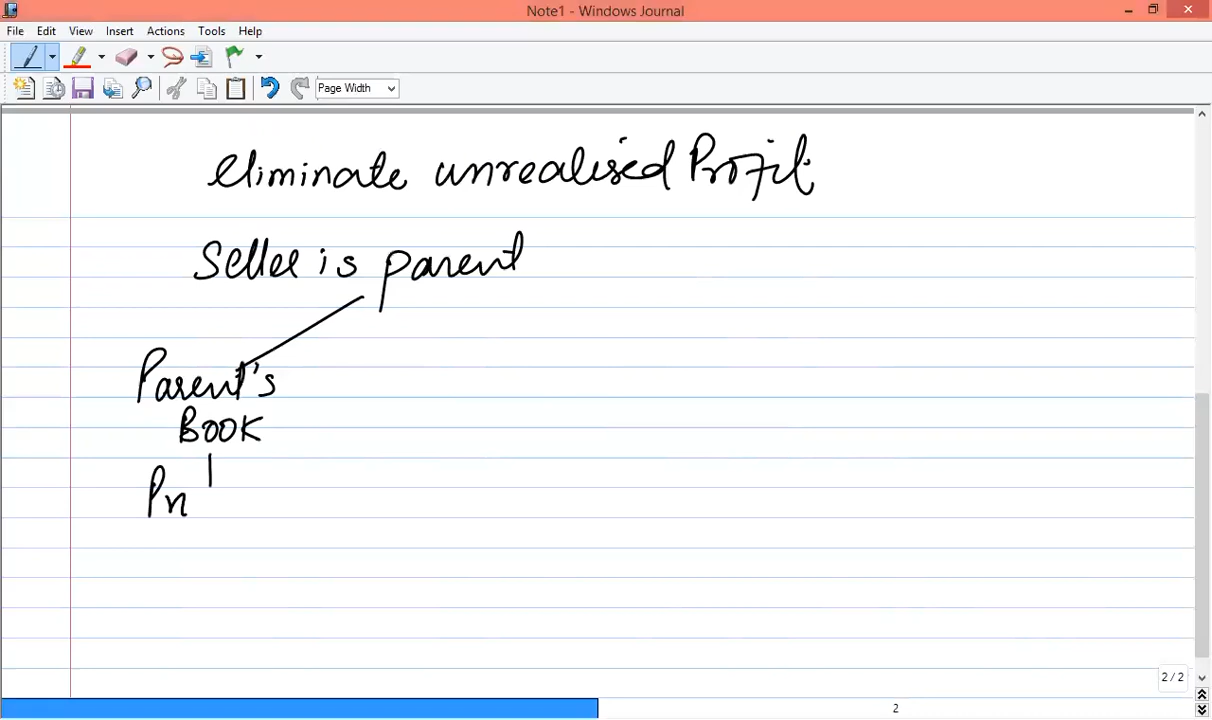 Note1 - Windows Journal
File Edit View Insert Actions Tools Help
Page Width
eliminate unrealised Profit
Seller is parent
Parent's
BOOK
2 / 2
2